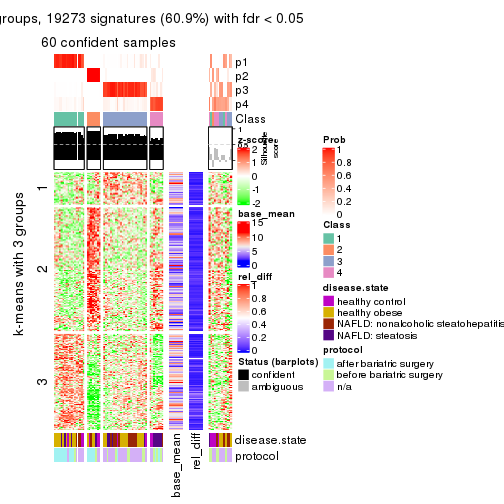 groups, 19273 signatures (60.9%) with fdr < 0.05
60 confident samples
p1
p2
p3
p4
Class
1
0.5
0
Silhouette
score
k-means with 3 groups
1
2
3
disease.state
protocol
base_mean
rel_diff
z-score
2
1
0
-1
-2
base_mean
15
10
5
0
rel_diff
1
0.8
0.6
0.4
0.2
0
Status (barplots)
confident
ambiguous
Prob
1
0.8
0.6
0.4
0.2
0
Class
1
2
3
4
disease.state
healthy control
healthy obese
NAFLD: nonalcoholic steatohepatitis
NAFLD: steatosis
protocol
after bariatric surgery
before bariatric surgery
n/a